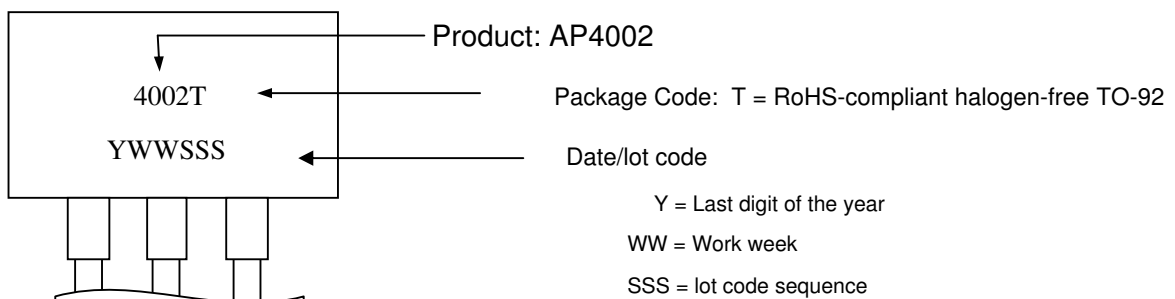 Product: AP4002
4002T
Package Code: T = RoHS-compliant halogen-free TO-92
YWWSSS
Date/lot code
Y = Last digit of the year
WW = Work week
SSS = lot code sequence